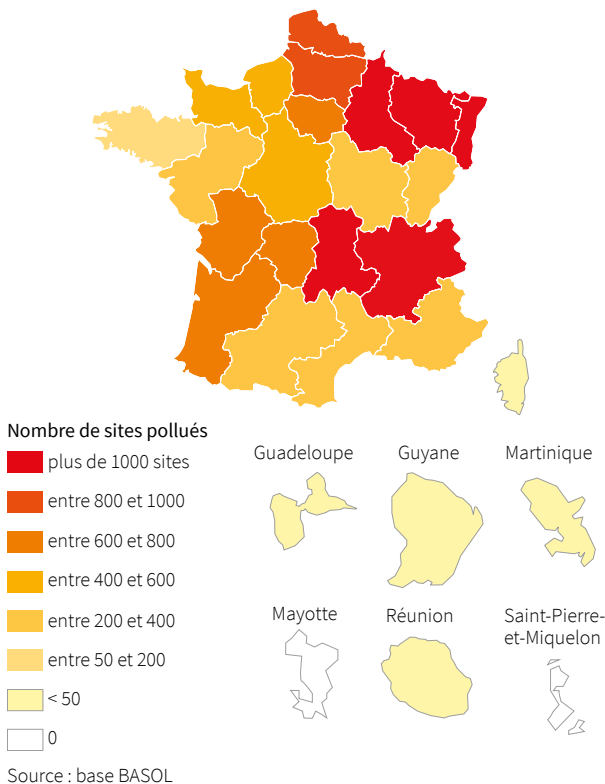 Nombre de sites pollués
plus de 1000 sites
entre 800 et 1000
entre 600 et 800
entre 400 et 600
entre 200 et 400
entre 50 et 200
< 50
0
Guadeloupe
Guyane
Martinique
Mayotte
Réunion
Saint-Pierre-
et-Miquelon
Source : base BASOL